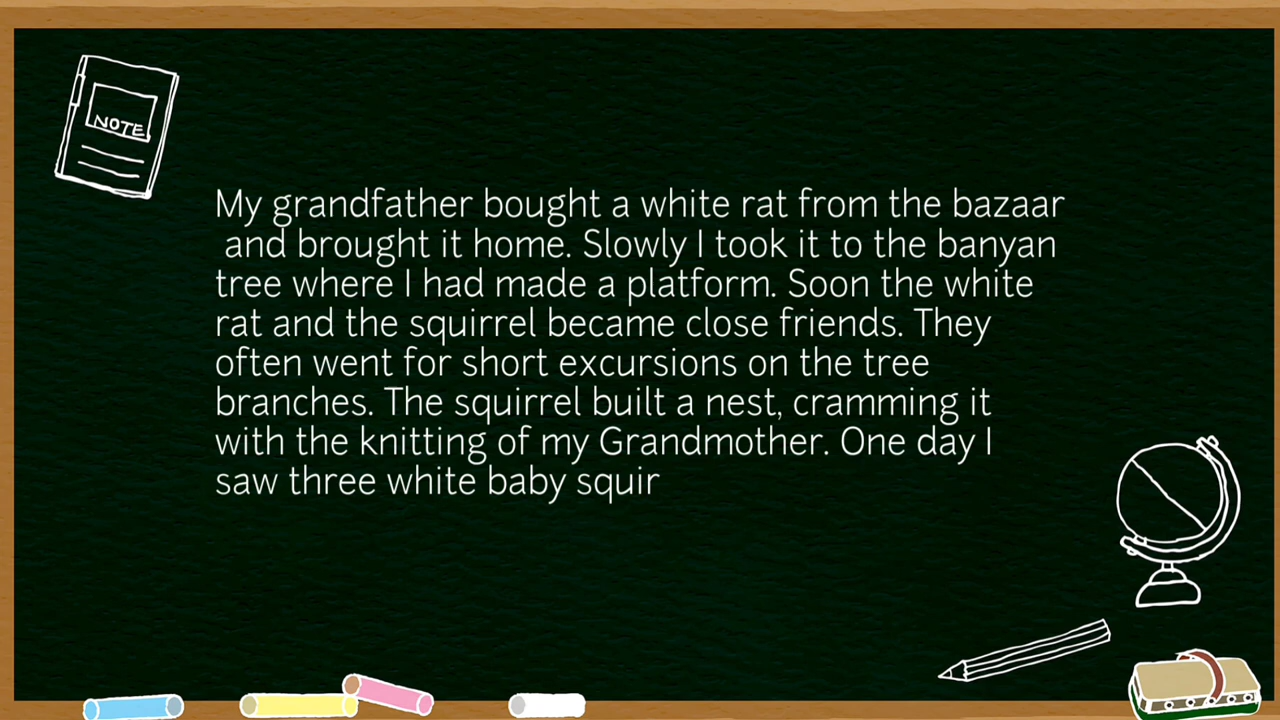 NOTE
My grandfather bought a white rat from the bazaar
and brought it home. Slowly I took it to the banyan
tree where I had made a platform. Soon the white
rat and the squirrel became close friends. They
often went for short excursions on the tree
branches. The squirrel built a nest, cramming it
with the knitting of my Grandmother. One day I
saw three white baby squir